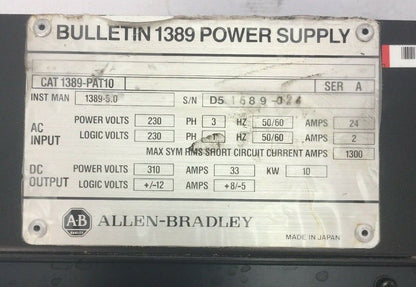 BULLETIN 1389 POWER SUPPLY
CAT 1389-PAT10 SER A
INST MAN 1389-5.0 S/N D5 1689-024
AC INPUT
POWER VOLTS 230 PH 3 HZ 50/60 AMPS 24
LOGIC VOLTS 230 PH HZ 50/60 AMPS 2
MAX SYM RMS SHORT CIRCUIT CURRENT AMPS 1300
DC OUTPUT
POWER VOLTS 310 AMPS 33 KW 10
LOGIC VOLTS +/-12 AMPS +8/-5
A-B ALLEN-BRADLEY
MADE IN JAPAN